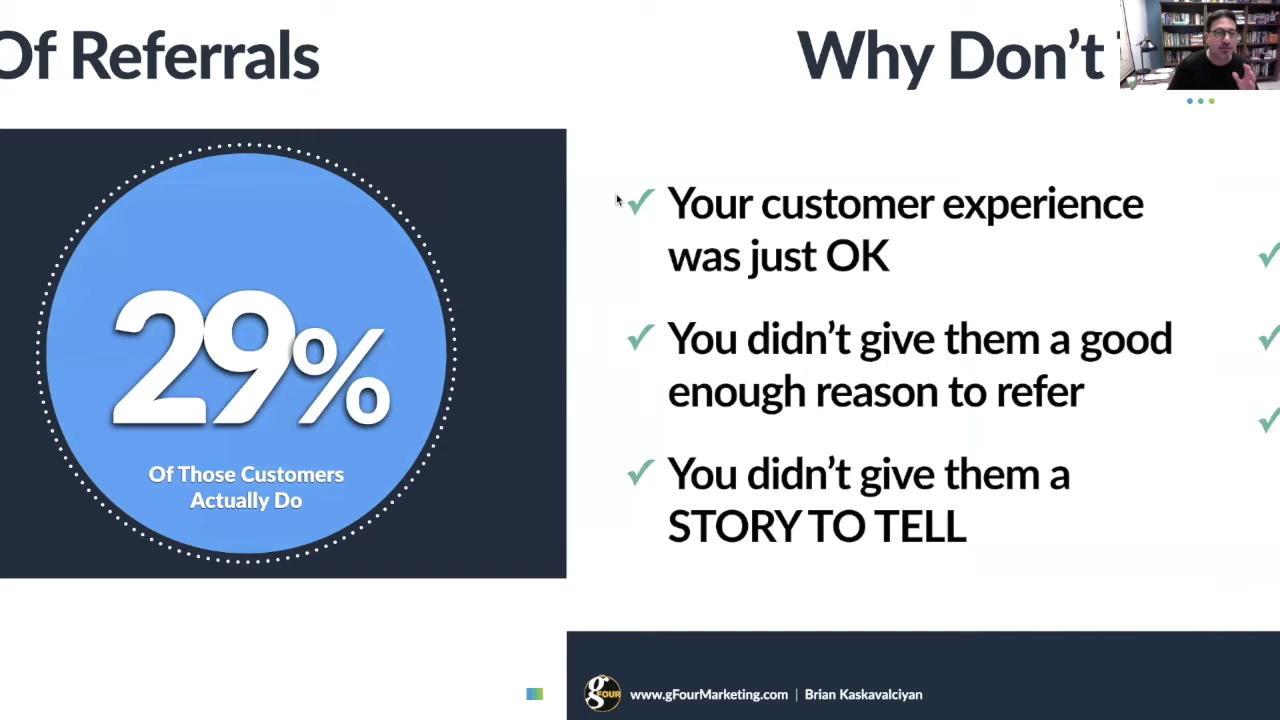 Of Referrals
29%
Of Those Customers
Actually Do
Why Don’t
✓ Your customer experience
was just OK
✓ You didn’t give them a good
enough reason to refer
✓ You didn’t give them a
STORY TO TELL
gFOUR
www.gFourMarketing.com | Brian Kaskavalciyan